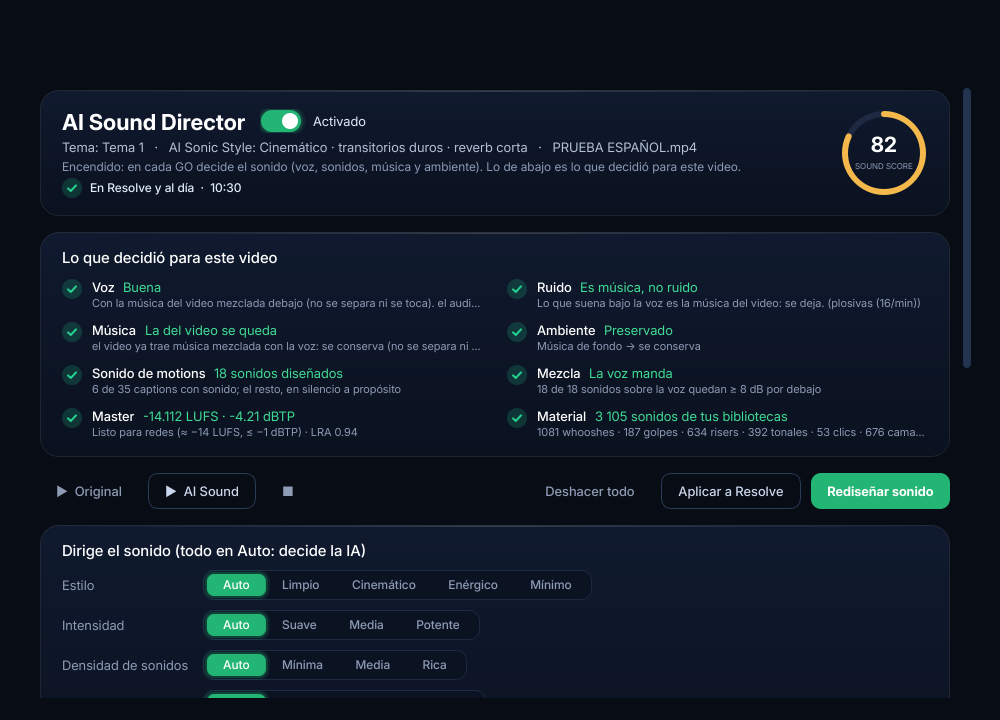 AI Sound Director Activado
Tema: Tema 1 · AI Sonic Style: Cinemático · transitorios duros · reverb corta · PRUEBA ESPAÑOL.mp4
Encendido: en cada GO decide el sonido (voz, sonidos, música y ambiente). Lo de abajo es lo que decidió para este video.
En Resolve y al día · 10:30
82
SOUND SCORE
Lo que decidió para este video
Voz Buena
Con la música del video mezclada debajo (no se separa ni se toca). el audi…
Ruido Es música, no ruido
Lo que suena bajo la voz es la música del video: se deja. (plosivas (16/min))
Música La del video se queda
el video ya trae música mezclada con la voz: se conserva (no se separa ni …
Ambiente Preservado
Música de fondo → se conserva
Sonido de motions 18 sonidos diseñados
6 de 35 captions con sonido; el resto, en silencio a propósito
Mezcla La voz manda
18 de 18 sonidos sobre la voz quedan ≥ 8 dB por debajo
Master -14.112 LUFS · -4.21 dBTP
Listo para redes (≈ −14 LUFS, ≤ −1 dBTP) · LRA 0.94
Material 3 105 sonidos de tus bibliotecas
1081 whooshes · 187 golpes · 634 risers · 392 tonales · 53 clics · 676 cama…
▶ Original ▶ AI Sound ■ Deshacer todo Aplicar a Resolve Rediseñar sonido
Dirige el sonido (todo en Auto: decide la IA)
Estilo Auto Limpio Cinemático Enérgico Mínimo
Intensidad Auto Suave Media Potente
Densidad de sonidos Auto Mínima Media Rica